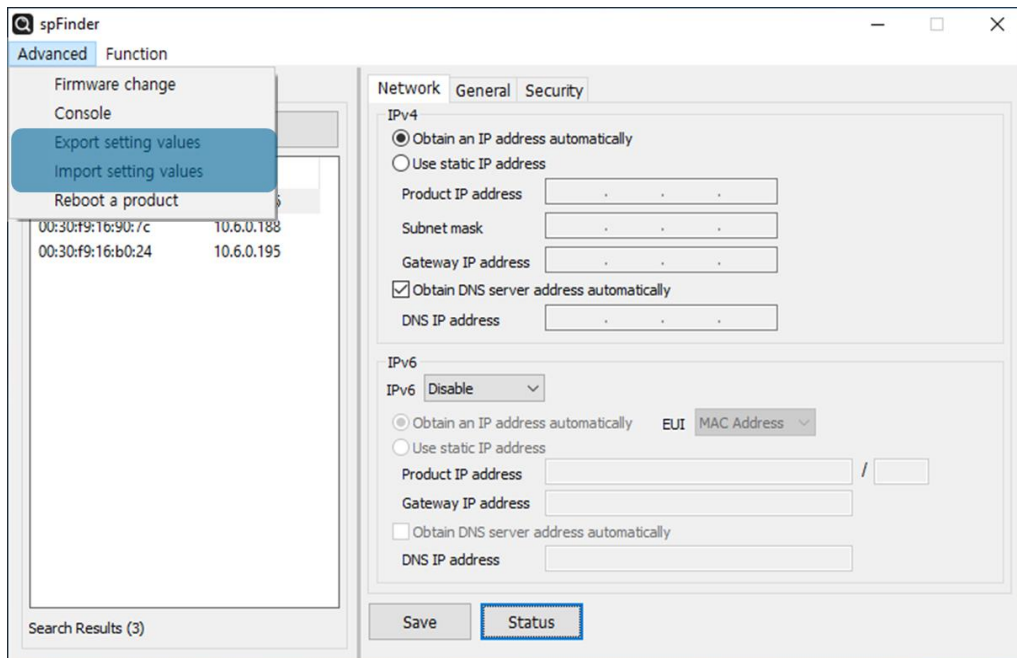 spFinder
Advanced Function
Firmware change
Console
Export setting values
Import setting values
Reboot a product
00:30:f9:16:90:7c 10.6.0.188
00:30:f9:16:b0:24 10.6.0.195
Search Results (3)
Network General Security
IPv4
Obtain an IP address automatically
Use static IP address
Product IP address . . .
Subnet mask . . .
Gateway IP address . . .
Obtain DNS server address automatically
DNS IP address . . .
IPv6
IPv6 Disable
Obtain an IP address automatically EUI MAC Address
Use static IP address
Product IP address /
Gateway IP address
Obtain DNS server address automatically
DNS IP address
Save Status